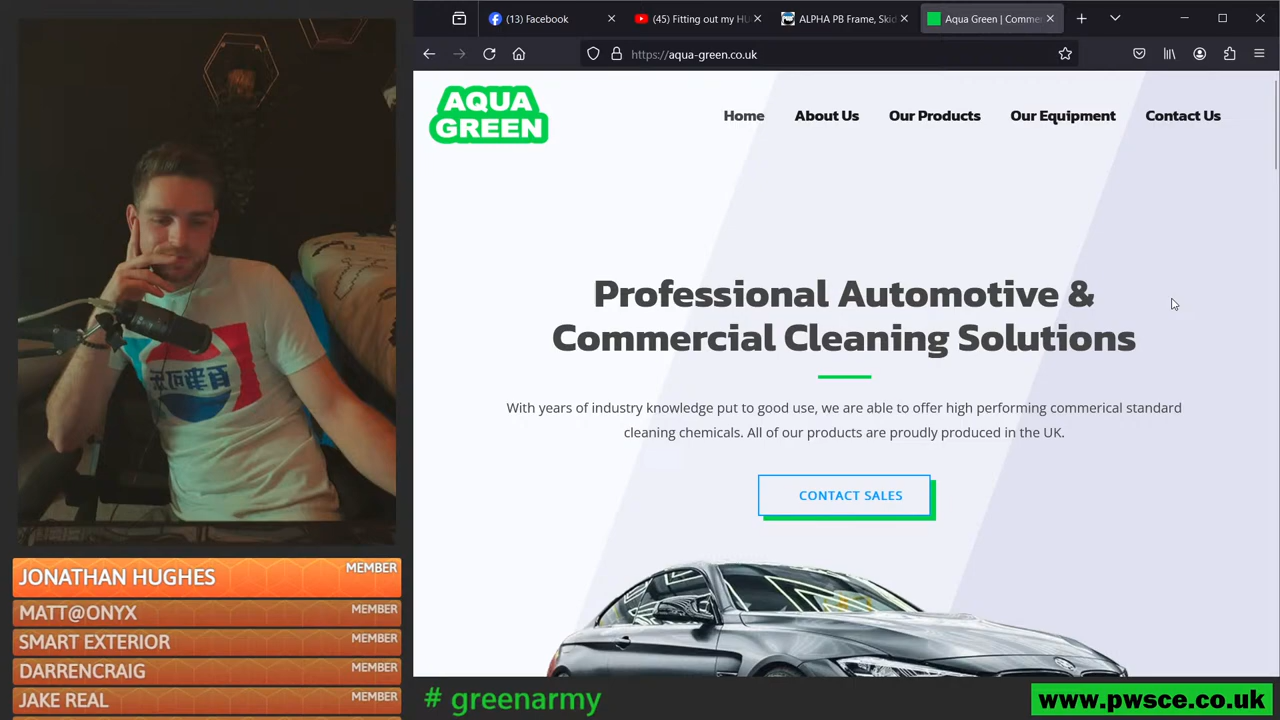 (13) Facebook
(45) Fitting out my HU
ALPHA PB Frame, Skid
Aqua Green | Comme
https://aqua-green.co.uk
AQUA
GREEN
Home
About Us
Our Products
Our Equipment
Contact Us
Professional Automotive &
Commercial Cleaning Solutions
With years of industry knowledge put to good use, we are able to offer high performing commerical standard
cleaning chemicals. All of our products are proudly produced in the UK.
CONTACT SALES
JONATHAN HUGHES
MEMBER
MATT@ONYX
MEMBER
SMART EXTERIOR
MEMBER
DARRENCRAIG
MEMBER
JAKE REAL
MEMBER
# greenarmy
www.pwsce.co.uk